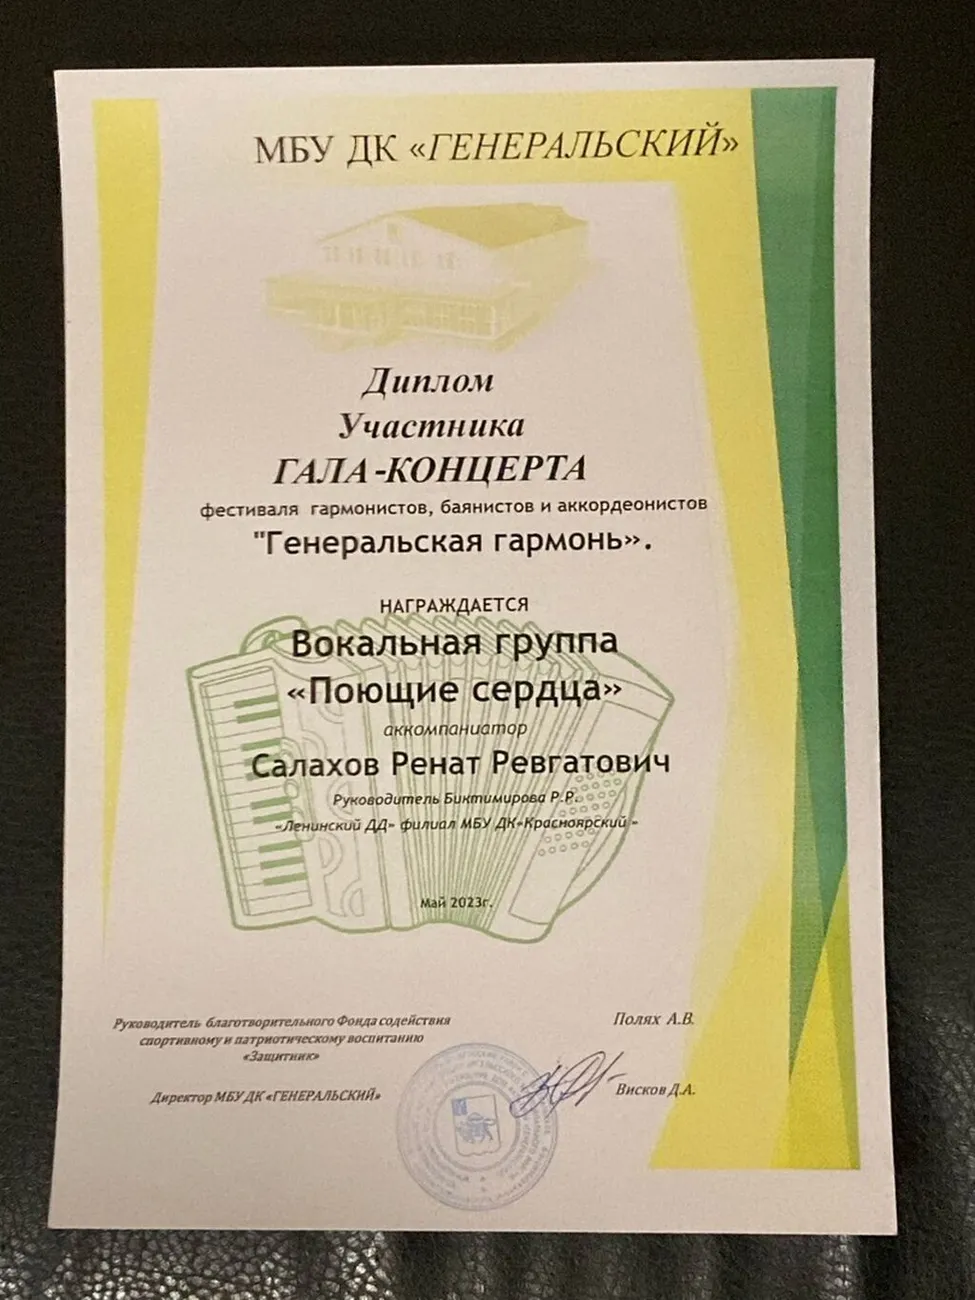 МБУ ДК «ГЕНЕРАЛЬСКИЙ»
Диплом
Участника
ГАЛА-КОНЦЕРТА
фестиваля гармонистов, баянистов и аккордеонистов
"Генеральская гармонь».
НАГРАЖДАЕТСЯ
Вокальная группа
«Поющие сердца»
аккомпаниатор
Салахов Ренат Ревгатович
Руководитель Биктимирова Р.Р.
«Ленинский ДД» филиал МБУ ДК«Красноярский »
Май 2023г.
Руководитель благотворительного Фонда содействия
спортивному и патриотическому воспитанию
«Защитник»
Полях А.В.
Директор МБУ ДК «ГЕНЕРАЛЬСКИЙ»
Висков Д.А.